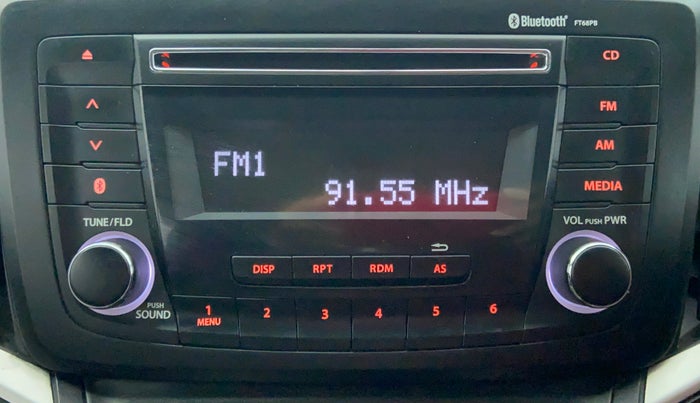 Bluetooth® FT68PB
CD
FM
FM1
AM
91.55 MHz
MEDIA
TUNE/FLD
VOL PUSH PWR
DISP RPT RDM AS
PUSH
SOUND
1 2 3 4 5 6
MENU